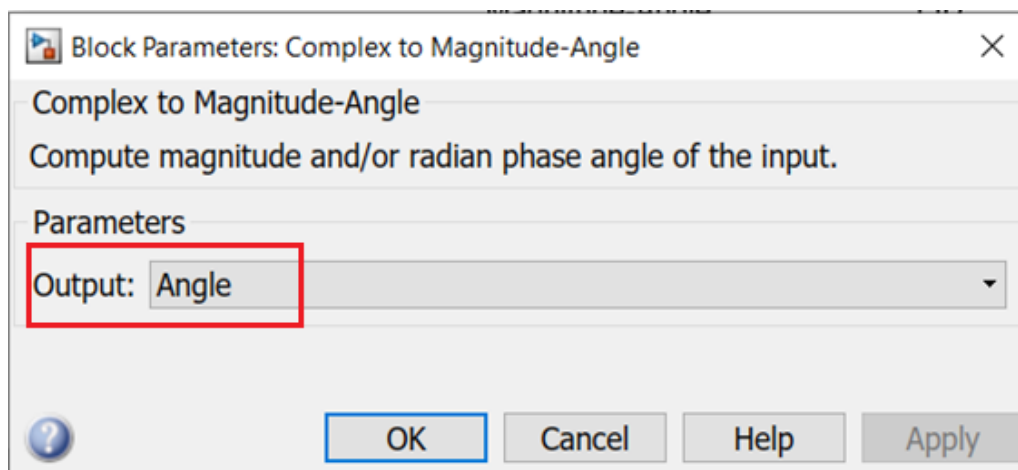 Block Parameters: Complex to Magnitude-Angle
Complex to Magnitude-Angle
Compute magnitude and/or radian phase angle of the input.
Parameters
Output: Angle
OK Cancel Help Apply